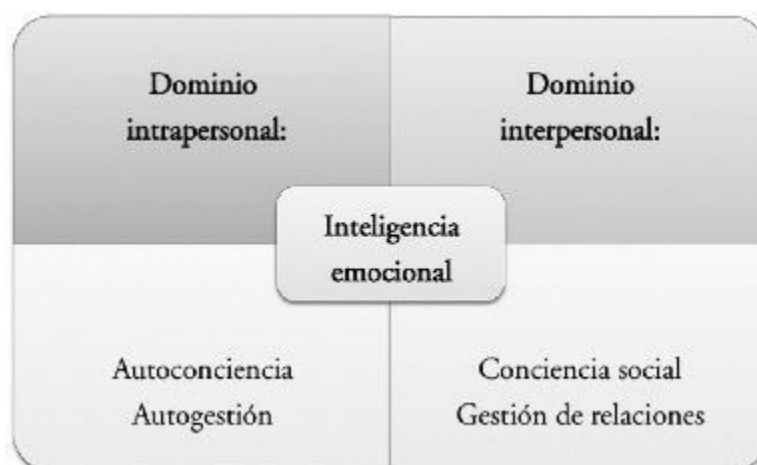 Dominio
intrapersonal:
Dominio
interpersonal:
Inteligencia
emocional
Autoconciencia
Autogestión
Conciencia social
Gestión de relaciones